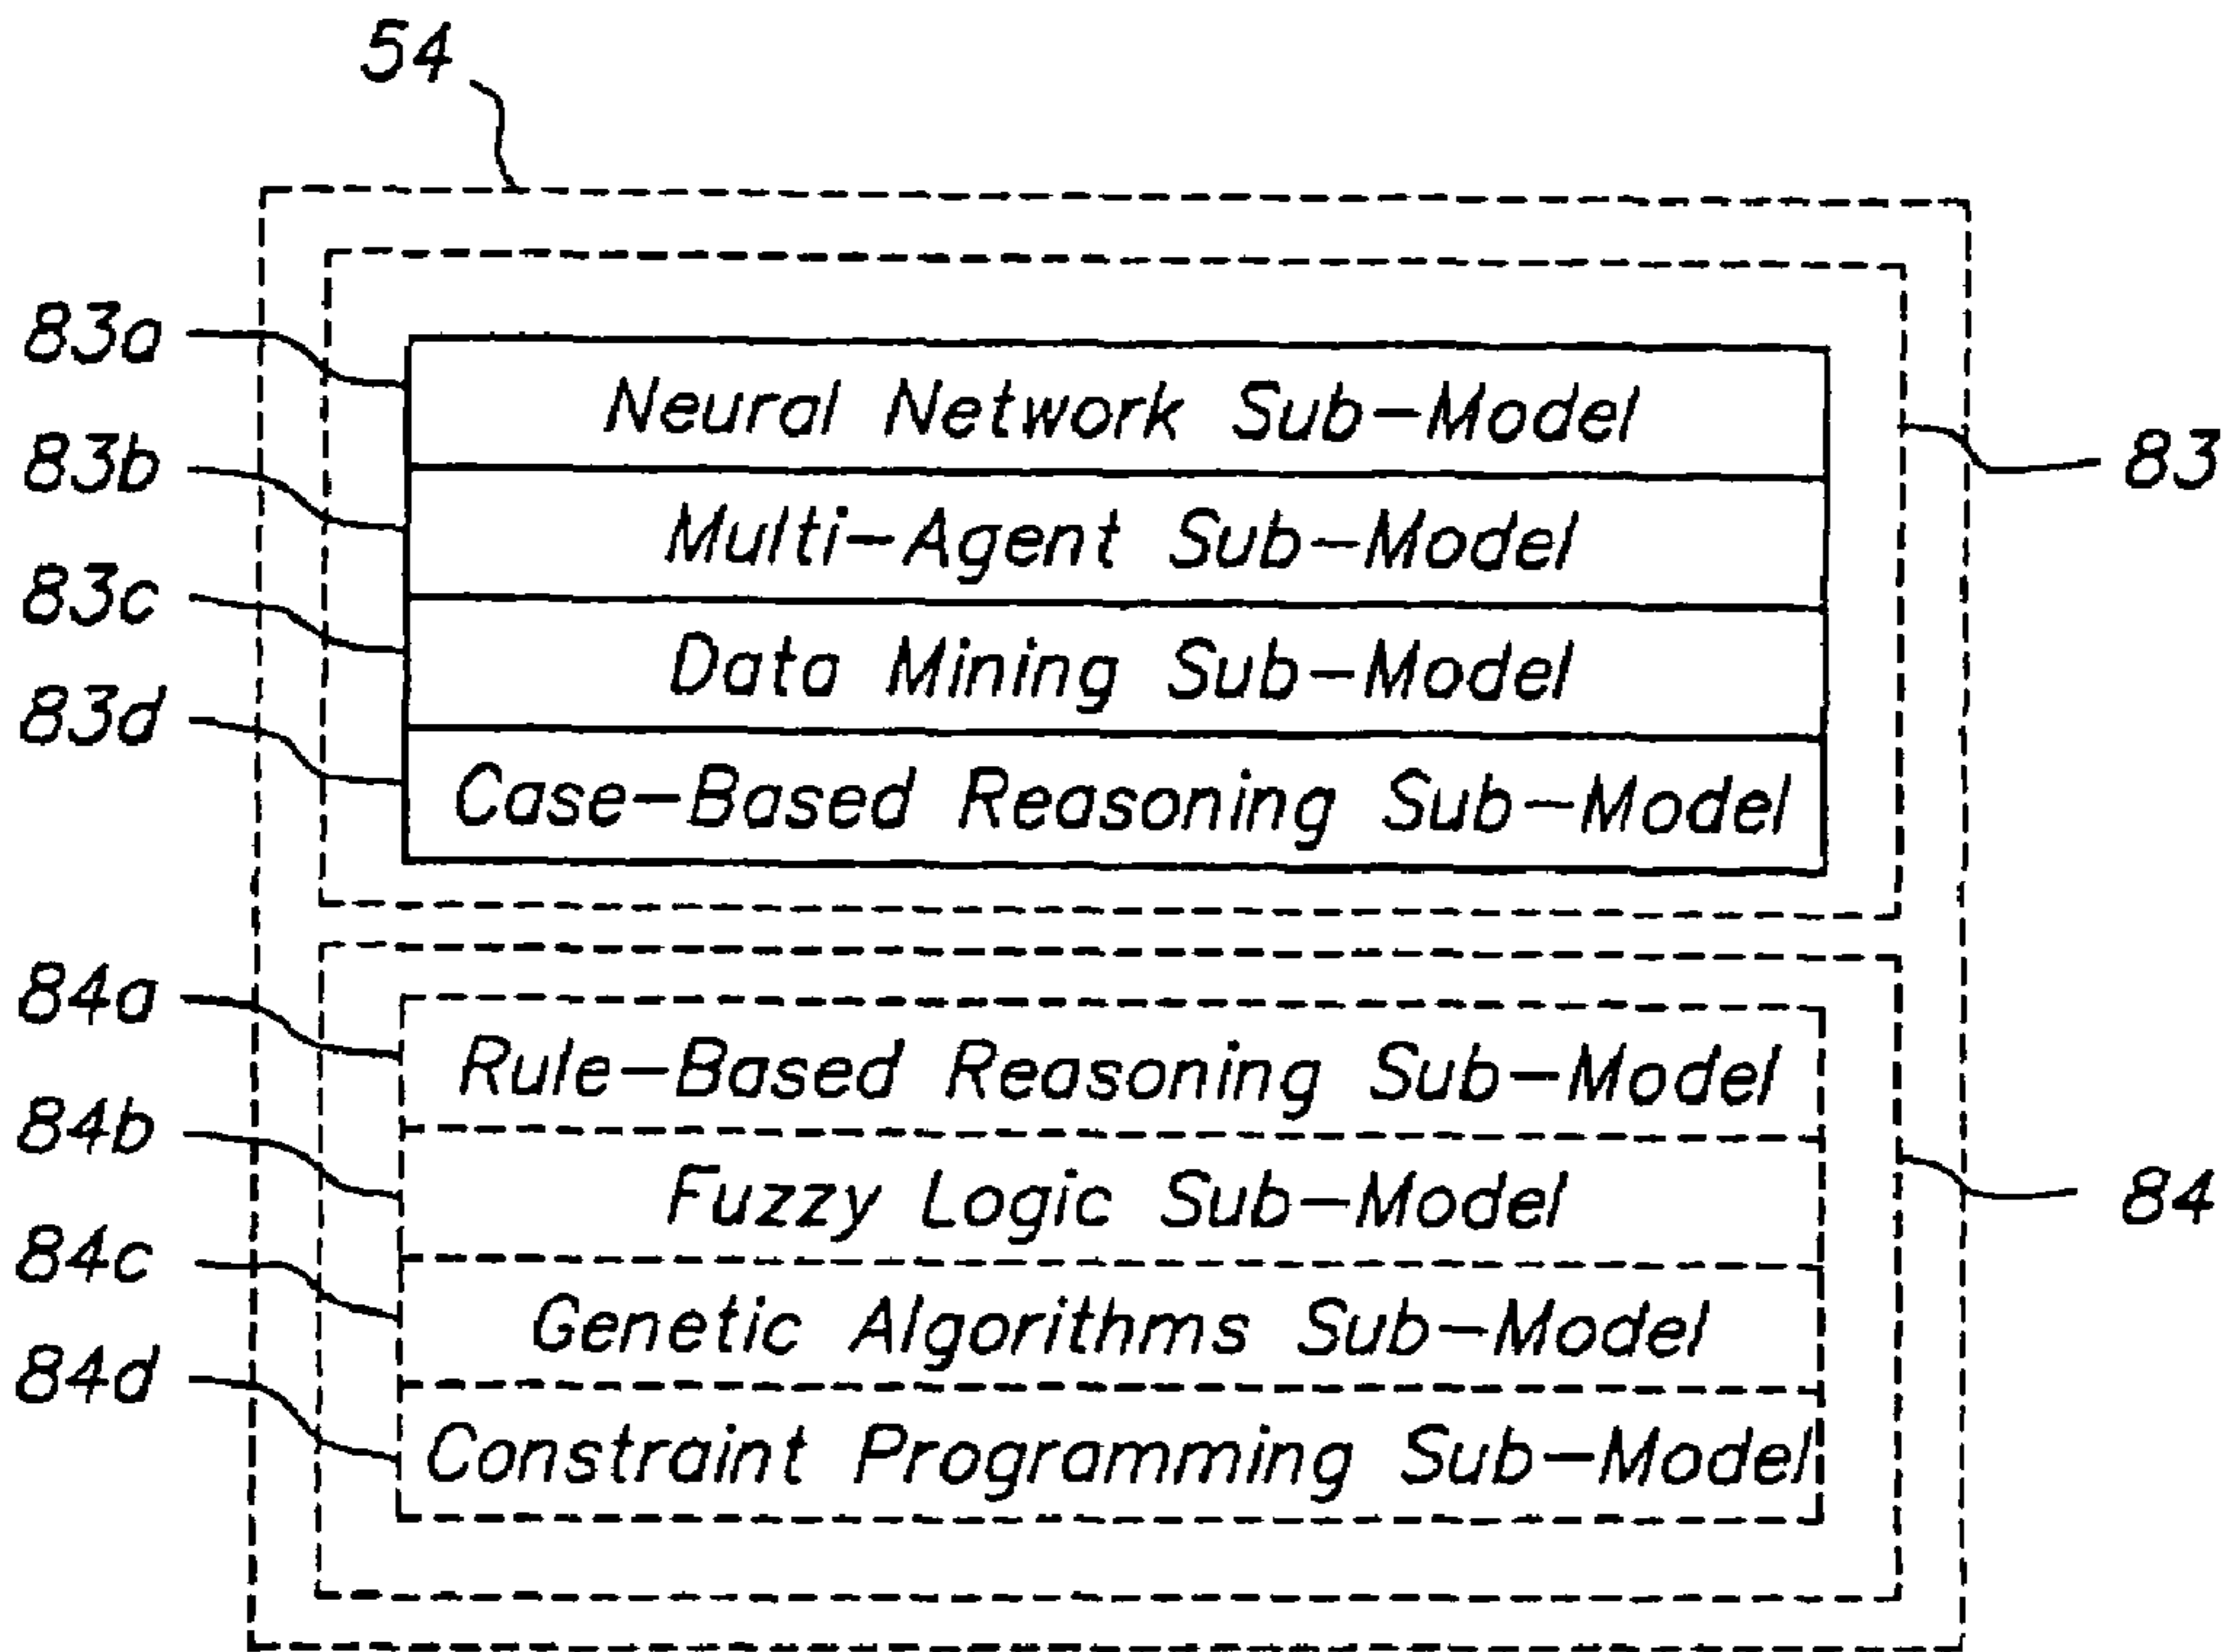 54
83a
Neural Network Sub-Model
83b
Multi-Agent Sub-Model
83
83c
Data Mining Sub-Model
83d
Case-Based Reasoning Sub-Model
84a
Rule-Based Reasoning Sub-Model
84b
Fuzzy Logic Sub-Model
84
84c
Genetic Algorithms Sub-Model
84d
Constraint Programming Sub-Model